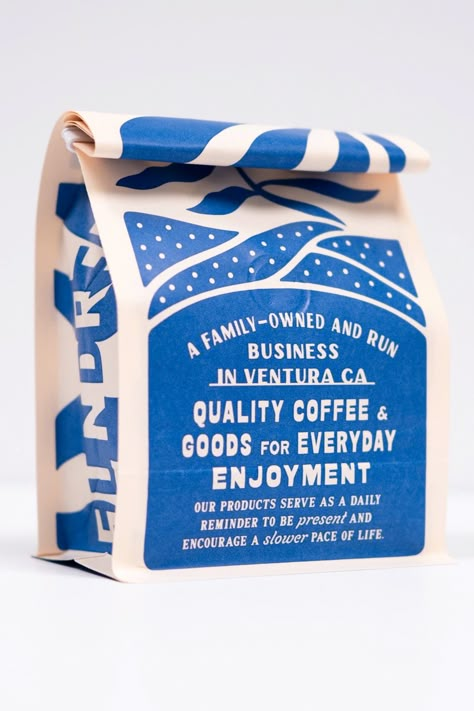 A FAMILY-OWNED AND RUN
BUSINESS
IN VENTURA CA
QUALITY COFFEE &
GOODS FOR EVERYDAY
ENJOYMENT
OUR PRODUCTS SERVE AS A DAILY
REMINDER TO BE present AND
ENCOURAGE A slower PACE OF LIFE.